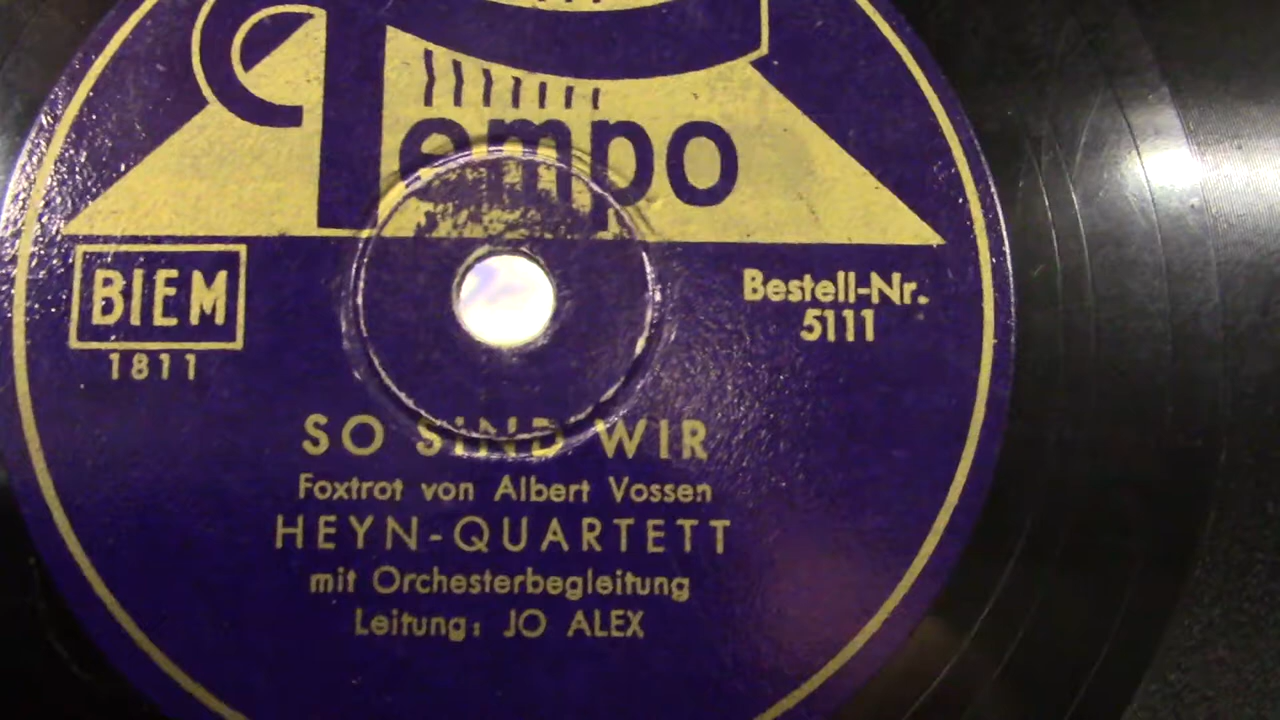 Tempo
BIEM
1811
Bestell-Nr.
5111
SO SIND WIR
Foxtrot von Albert Vossen
HEYN-QUARTETT
mit Orchesterbegleitung
Leitung: JO ALEX